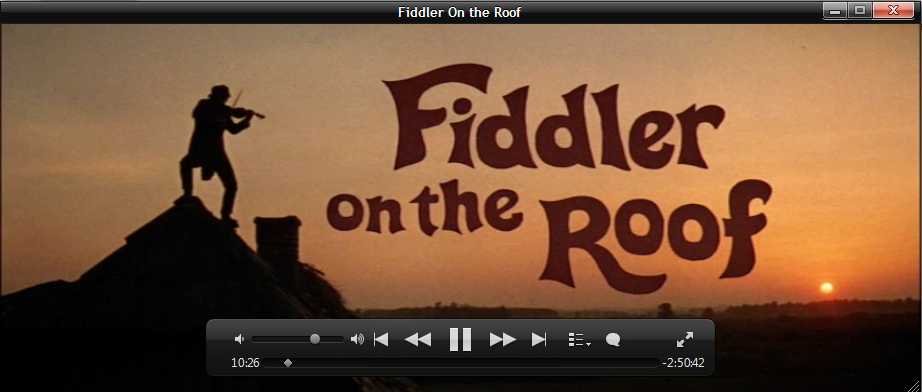 Fiddler On the Roof
Fiddler
on the
Roof
10:26
-2:50:42